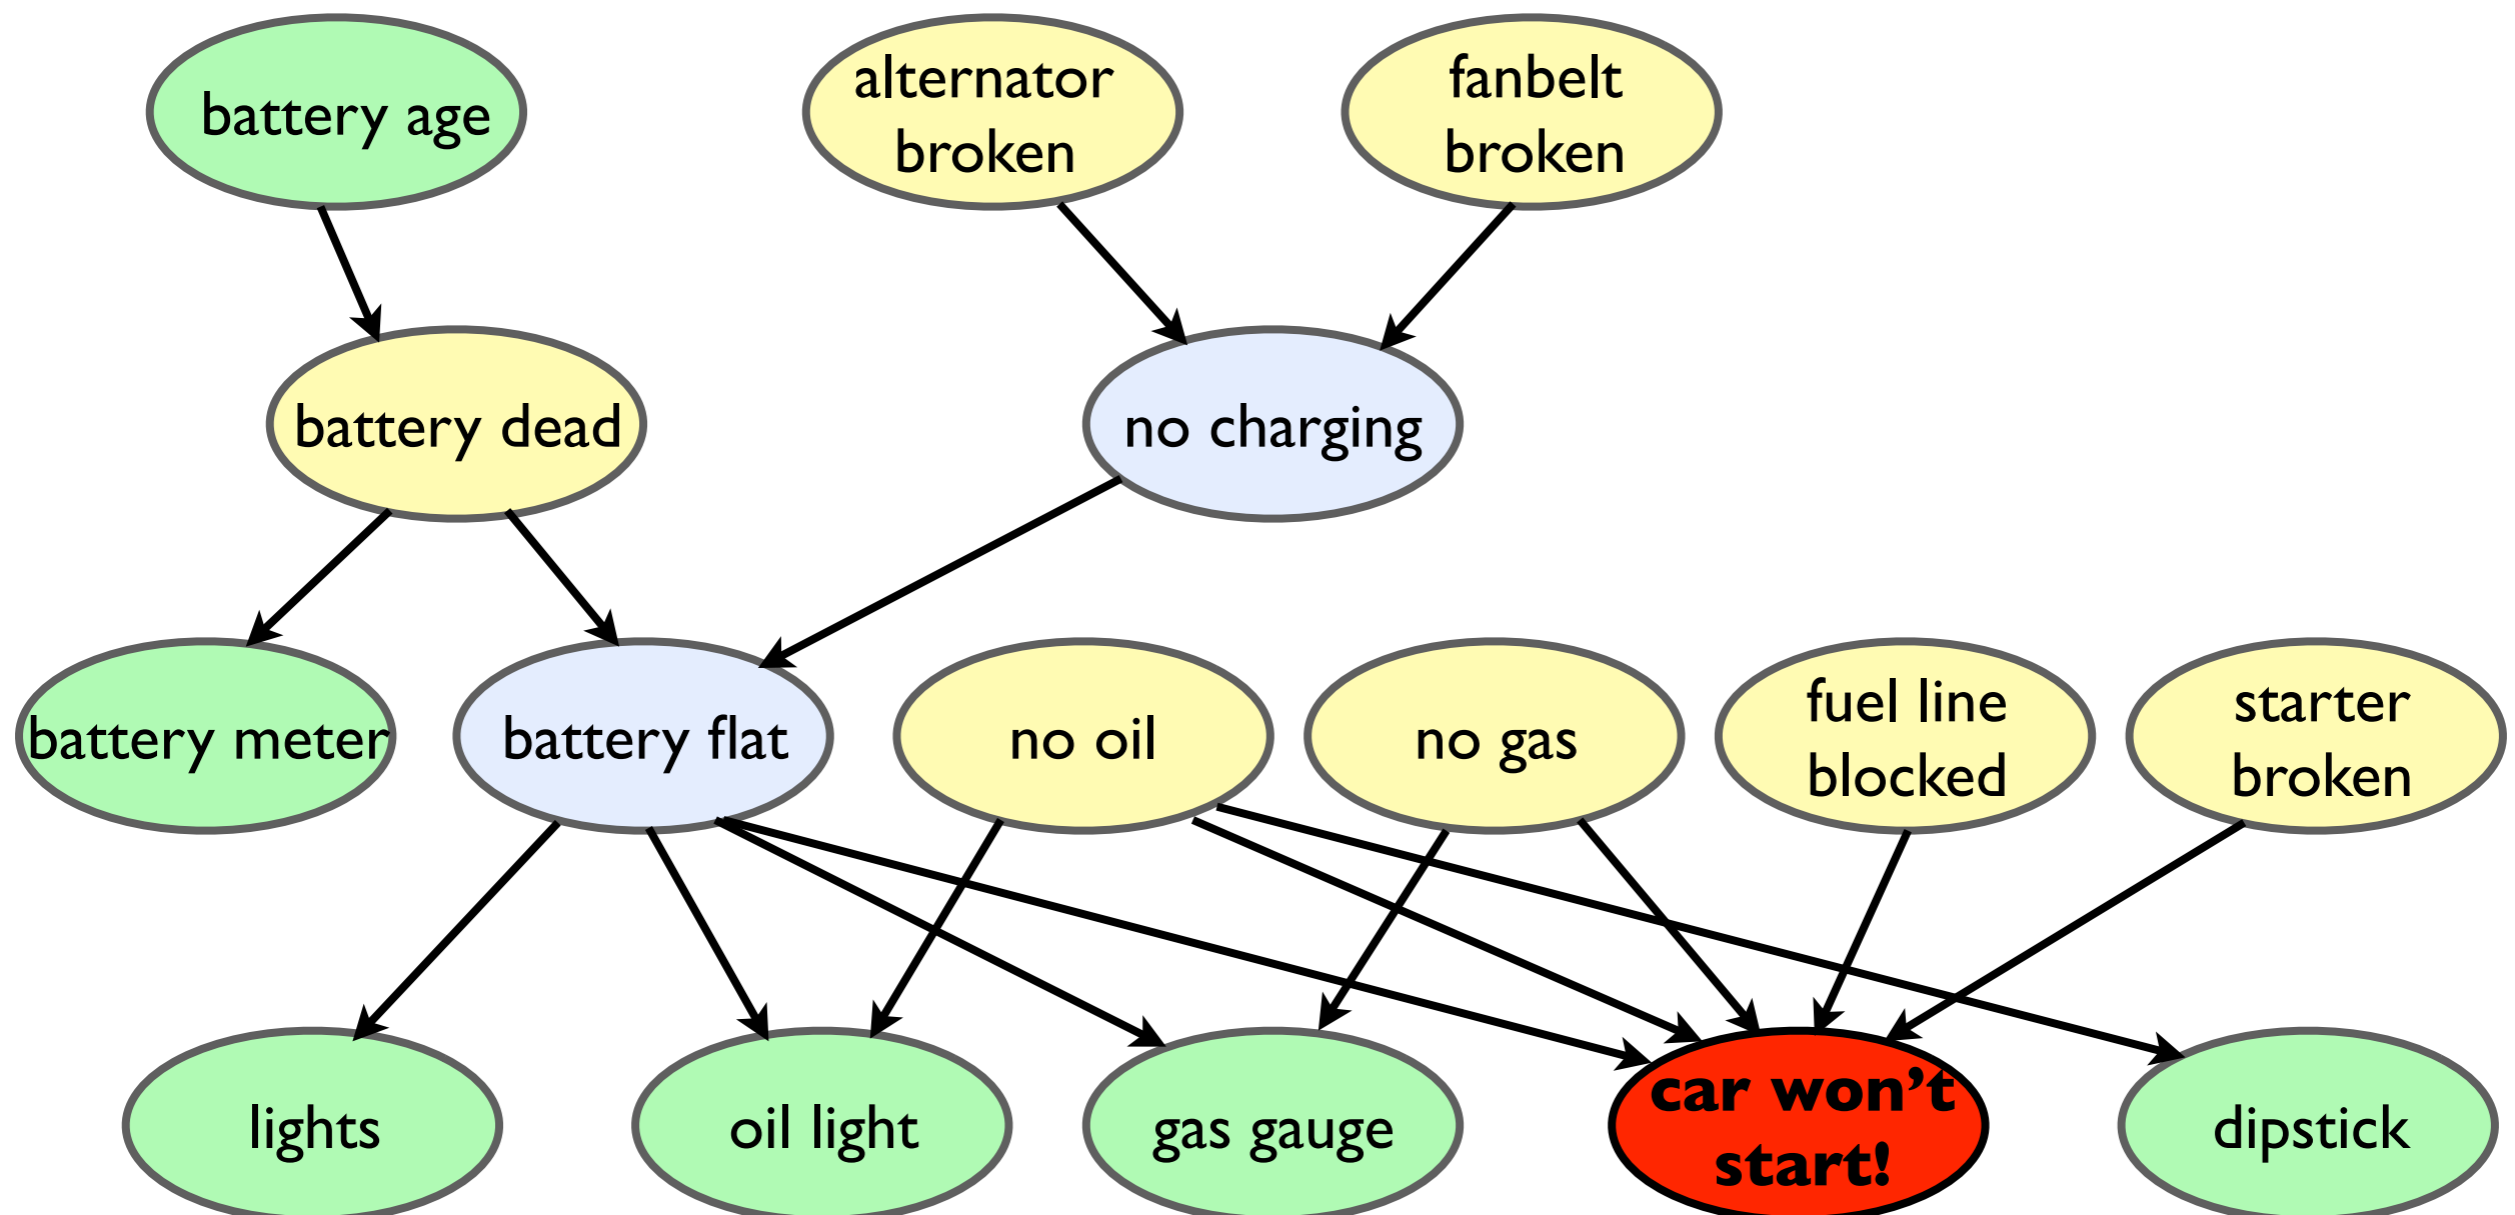 battery age
alternator
broken
fanbelt
broken
battery dead
no charging
battery meter
battery flat
no oil
no gas
fuel line
blocked
starter
broken
lights
oil light
gas gauge
car won’t
start!
dipstick